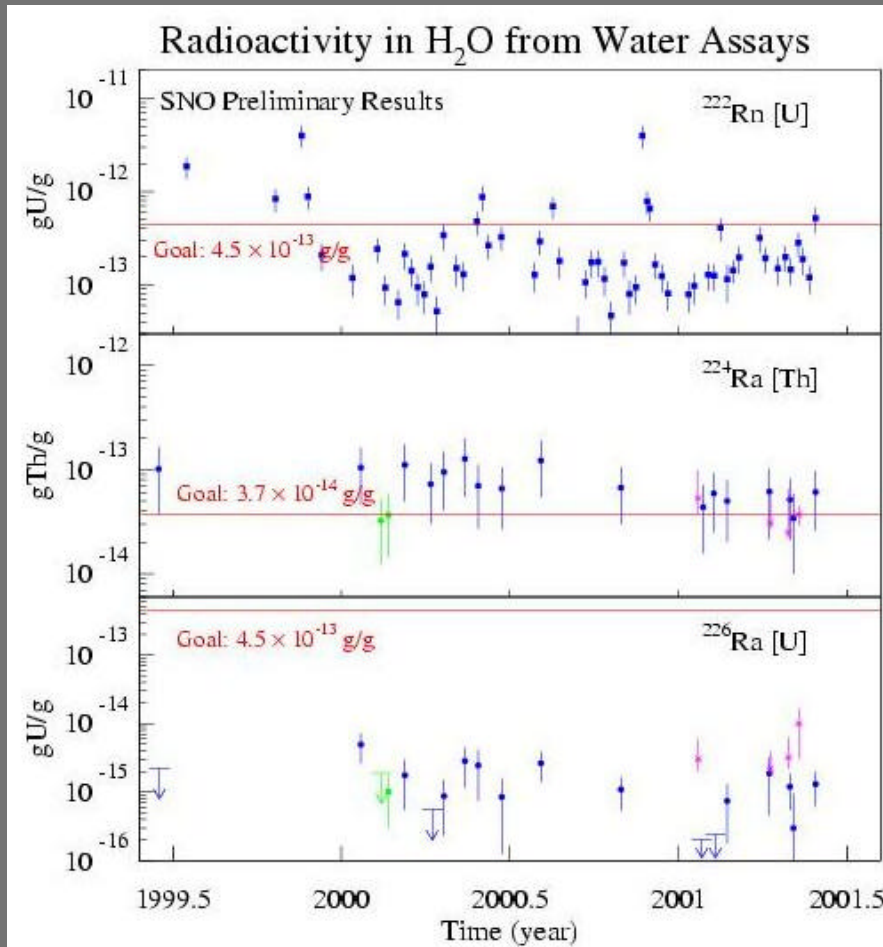 Radioactivity in H₂O from Water Assays
10⁻¹¹
SNO Preliminary Results
²²²Rn [U]
10⁻¹²
gU/g
Goal: 4.5 × 10⁻¹³ g/g
10⁻¹³
10⁻¹²
²²⁴Ra [Th]
10⁻¹³
gTh/g
Goal: 3.7 × 10⁻¹⁴ g/g
10⁻¹⁴
10⁻¹³
Goal: 4.5 × 10⁻¹³ g/g
²²⁶Ra [U]
10⁻¹⁴
gU/g
10⁻¹⁵
10⁻¹⁶
1999.5 2000 2000.5 2001 2001.5
Time (year)